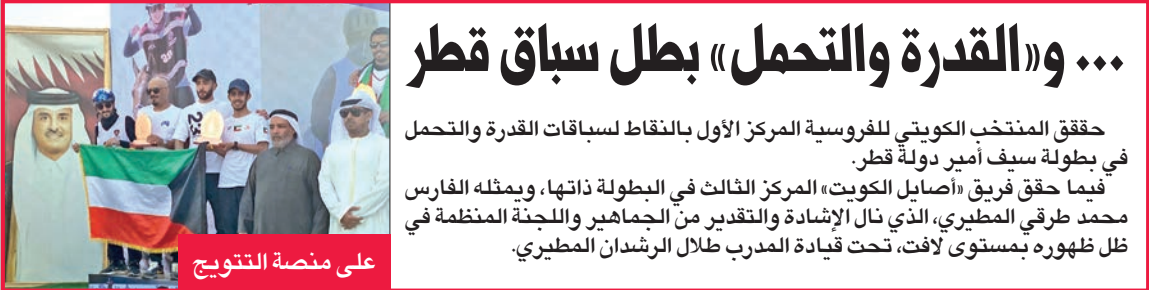 ... و«القدرة والتحمل» بطل سباق قطر
حققق المنتخب الكويتي للفروسية المركز الأول بالنقاط لسباقات القدرة والتحمل
في بطولة سيف أمير دولة قطر.
فيما حقق فريق «أصايل الكويت» المركز الثالث في البطولة ذاتها، ويمثله الفارس
محمد طرقي المطيري، الذي نال الإشادة والتقدير من الجماهير واللجنة المنظمة في
ظل ظهوره بمستوى لافت، تحت قيادة المدرب طلال الرشدان المطيري.
على منصة التتويج
23